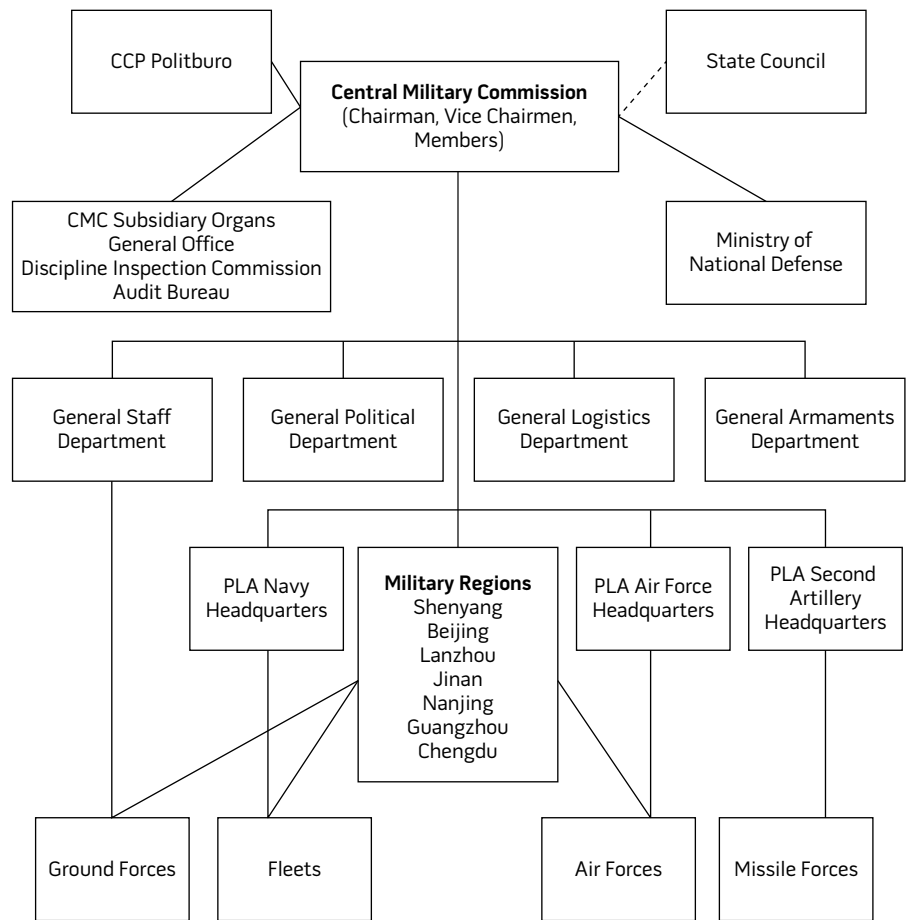 CCP Politburo
State Council
Central Military Commission
(Chairman, Vice Chairmen,
Members)
CMC Subsidiary Organs
General Office
Discipline Inspection Commission
Audit Bureau
Ministry of
National Defense
General Staff
Department
General Political
Department
General Logistics
Department
General Armaments
Department
PLA Navy
Headquarters
Military Regions
Shenyang
Beijing
Lanzhou
Jinan
Nanjing
Guangzhou
Chengdu
PLA Air Force
Headquarters
PLA Second
Artillery
Headquarters
Ground Forces
Fleets
Air Forces
Missile Forces